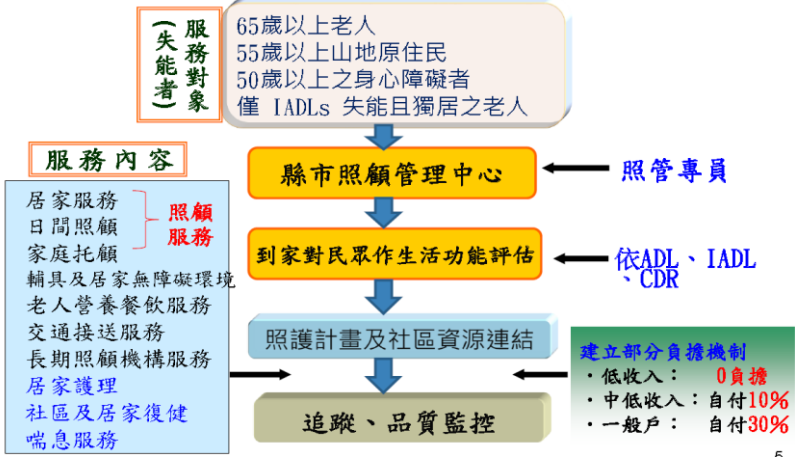 服務對象
(失能者)
65歲以上老人
55歲以上山地原住民
50歲以上之身心障礙者
僅 IADLs 失能且獨居之老人
縣市照顧管理中心
照管專員
到家對民眾作生活功能評估
依ADL、IADL
、CDR
照護計畫及社區資源連結
追蹤、品質監控
服務內容
居家服務
日間照顧
家庭托顧
照顧
服務
輔具及居家無障礙環境
老人營養餐飲服務
交通接送服務
長期照顧機構服務
居家護理
社區及居家復健
喘息服務
建立部分負擔機制
‧低收入: 0負擔
‧中低收入:自付10%
‧一般戶: 自付30%